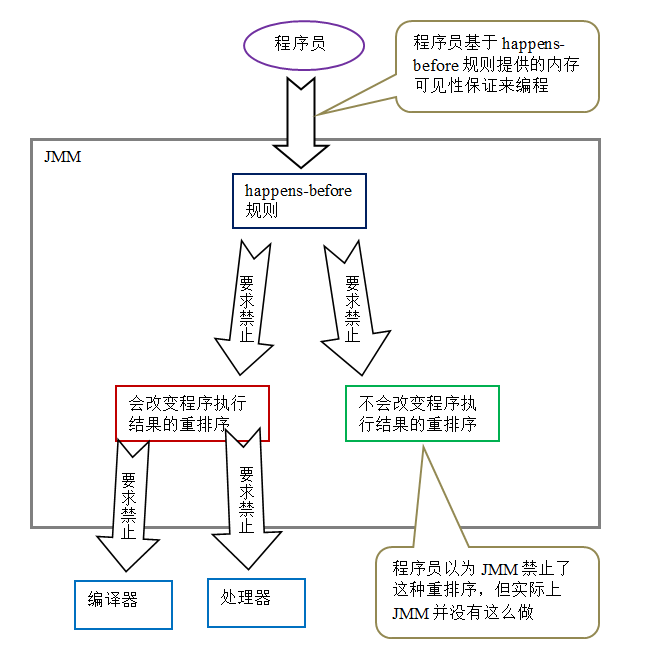 程序员
程序员基于 happens-
before 规则提供的内存
可见性保证来编程
JMM
happens-before
规则
要求禁止
要求禁止
会改变程序执行
结果的重排序
不会改变程序执
行结果的重排序
要求禁止
要求禁止
编译器
处理器
程序员以为 JMM 禁止了
这种重排序，但实际上
JMM 并没有这么做